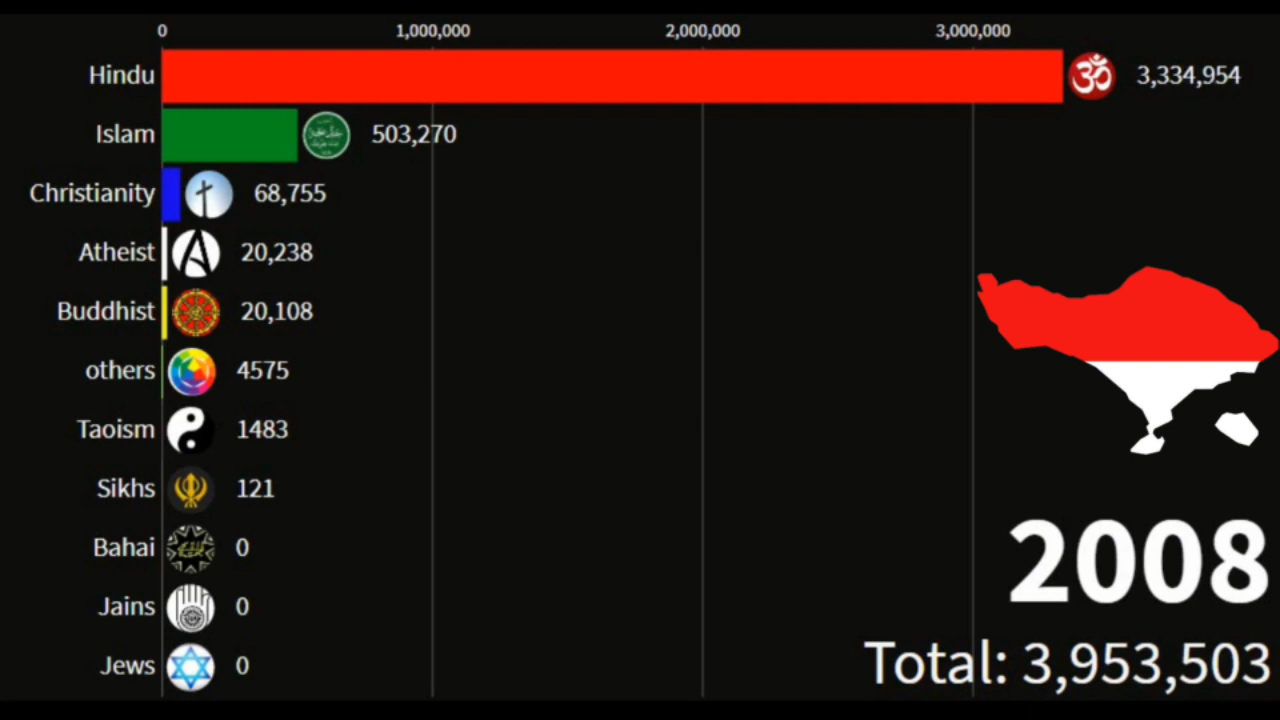 0 1,000,000 2,000,000 3,000,000
Hindu 3,334,954
Islam 503,270
Christianity 68,755
Atheist 20,238
Buddhist 20,108
others 4575
Taoism 1483
Sikhs 121
Bahai 0
Jains 0
Jews 0
2008
Total: 3,953,503